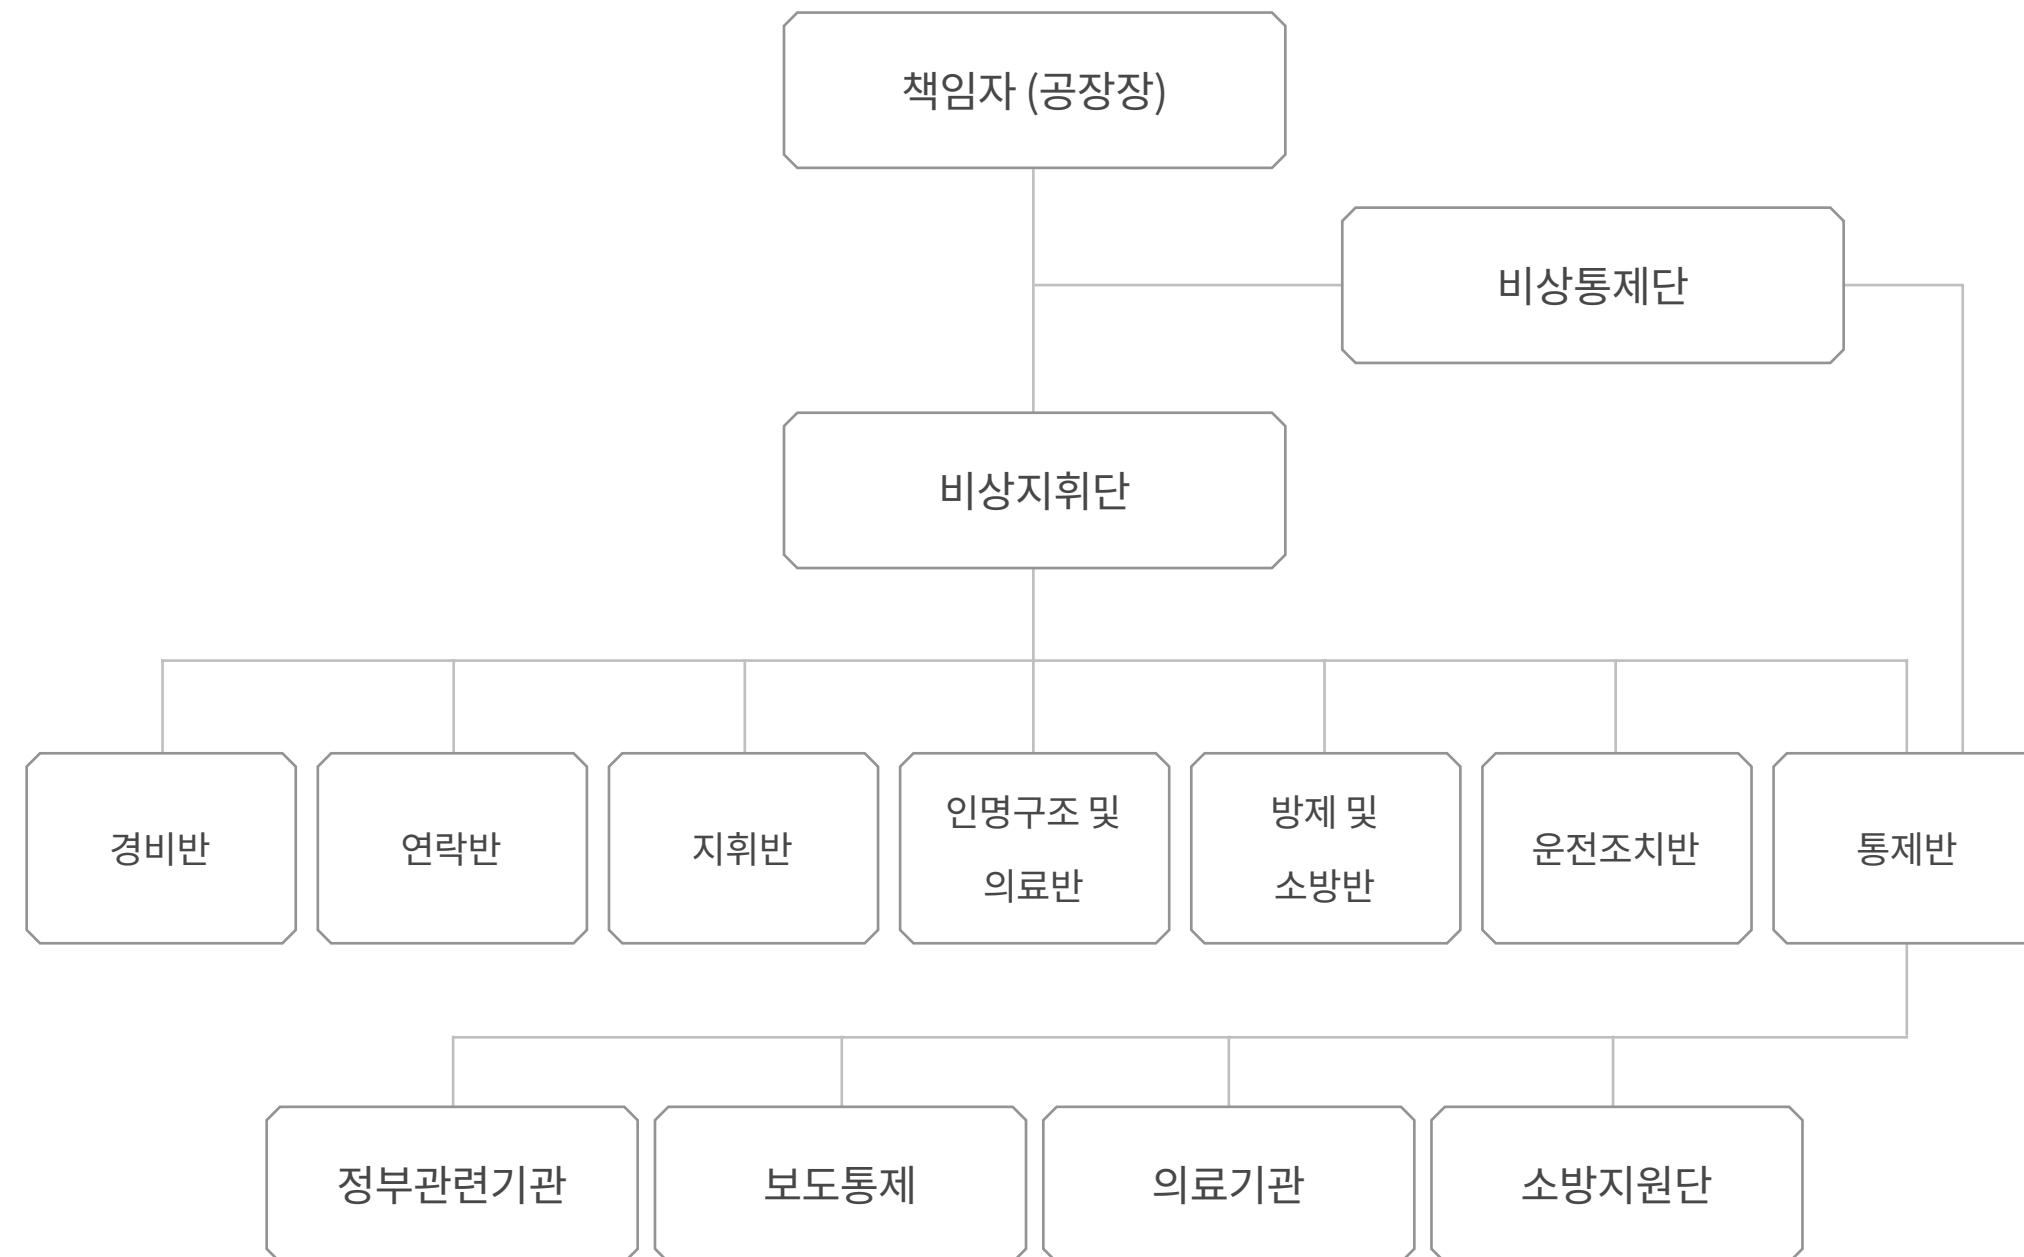 책임자 (공장장)
비상통제단
비상지휘단
경비반
연락반
지휘반
인명구조 및
의료반
방제 및
소방반
운전조치반
통제반
정부관련기관
보도통제
의료기관
소방지원단